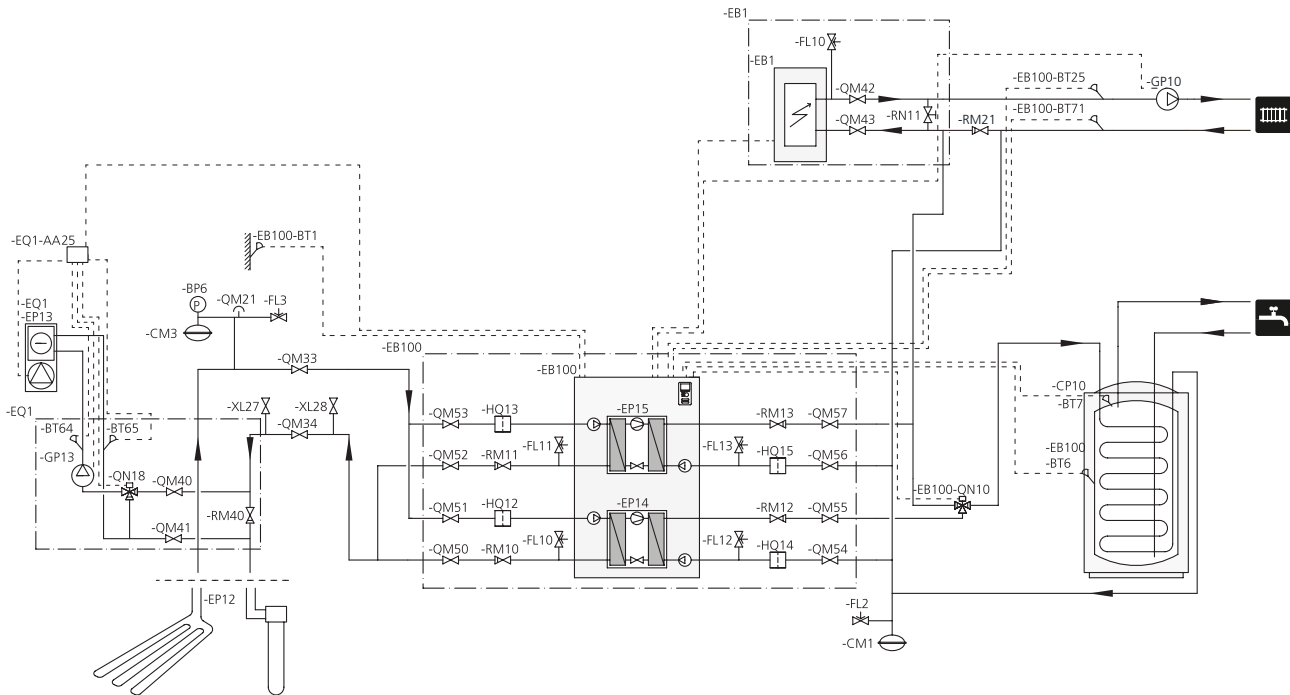 -EB1
-FL10
-EB1
-QM42
-EB100-BT25
-GP10
-QM43
-RN11
-RM21
-EB100-BT71
-EQ1-AA25
-EB100-BT1
-BP6
P
-QM21
-FL3
-EQ1
-EP13
-CM3
-EB100
-QM33
-EB100
-EQ1
-XL27
-XL28
-QM53
-HQ13
-EP15
-RM13
-QM57
-CP10
-BT7
-BT64
-BT65
-QM34
-FL11
-FL13
-GP13
-QM52
-RM11
-HQ15
-QM56
-EB100
-BT6
-QN18
-QM40
-EB100-QN10
-QM51
-HQ12
-EP14
-RM12
-QM55
-RM40
-QM41
-FL10
-FL12
-QM50
-RM10
-HQ14
-QM54
-EP12
-FL2
-CM1